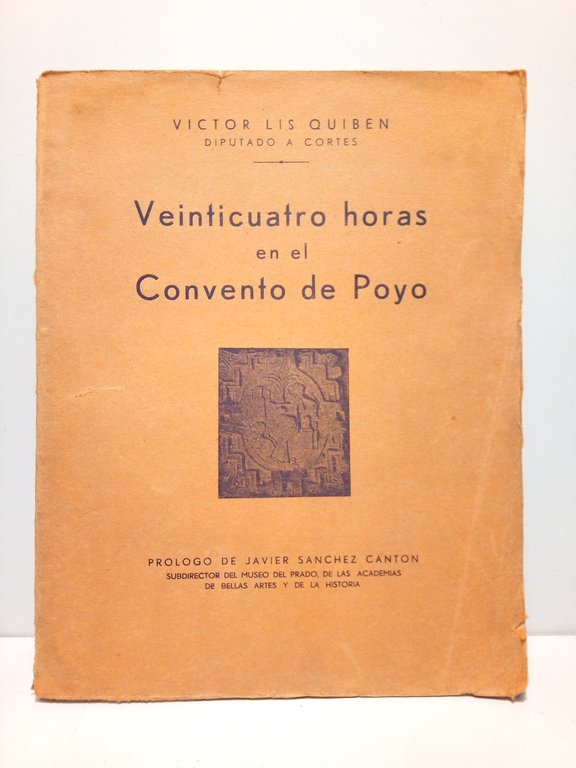 VICTOR LIS QUIBEN
DIPUTADO A CORTES
Veinticuatro horas
en el
Convento de Poyo
PROLOGO DE JAVIER SANCHEZ CANTON
SUBDIRECTOR DEL MUSEO DEL PRADO, DE LAS ACADEMIAS
DE BELLAS ARTES Y DE LA HISTORIA